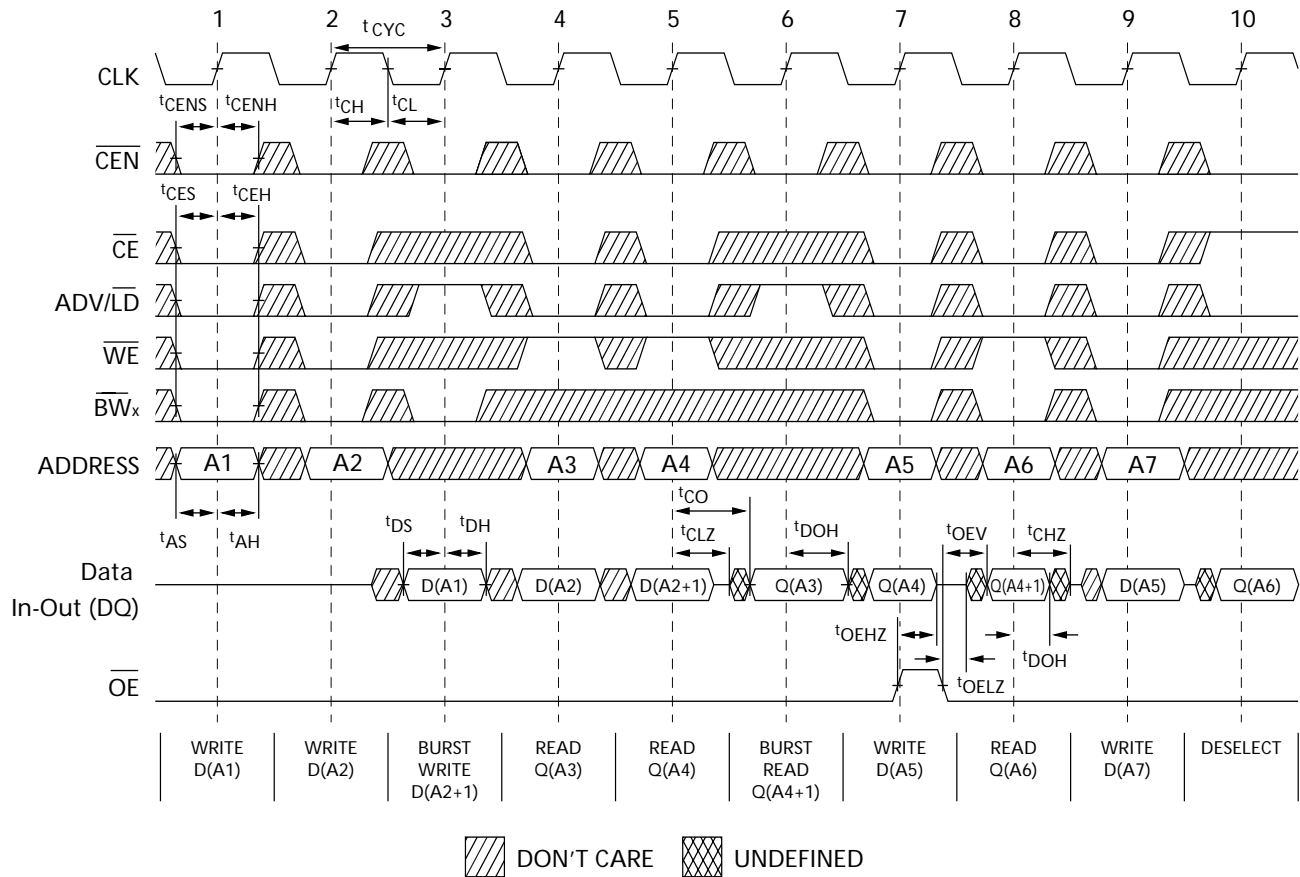 1 2 3 4 5 6 7 8 9 10
tCYC
CLK
tCENS tCENH tCH tCL
CEN
tCES tCEH
CE
ADV/LD
WE
BWx
ADDRESS A1 A2 A3 A4 A5 A6 A7
tCO
tAS tAH tDS tDH tCLZ tDOH tOEV tCHZ
Data
In-Out (DQ)
D(A1) D(A2) D(A2+1) Q(A3) Q(A4) Q(A4+1) D(A5) Q(A6)
tOEHZ tDOH
tOELZ
OE
WRITE
D(A1)
WRITE
D(A2)
BURST
WRITE
D(A2+1)
READ
Q(A3)
READ
Q(A4)
BURST
READ
Q(A4+1)
WRITE
D(A5)
READ
Q(A6)
WRITE
D(A7)
DESELECT
DON'T CARE UNDEFINED